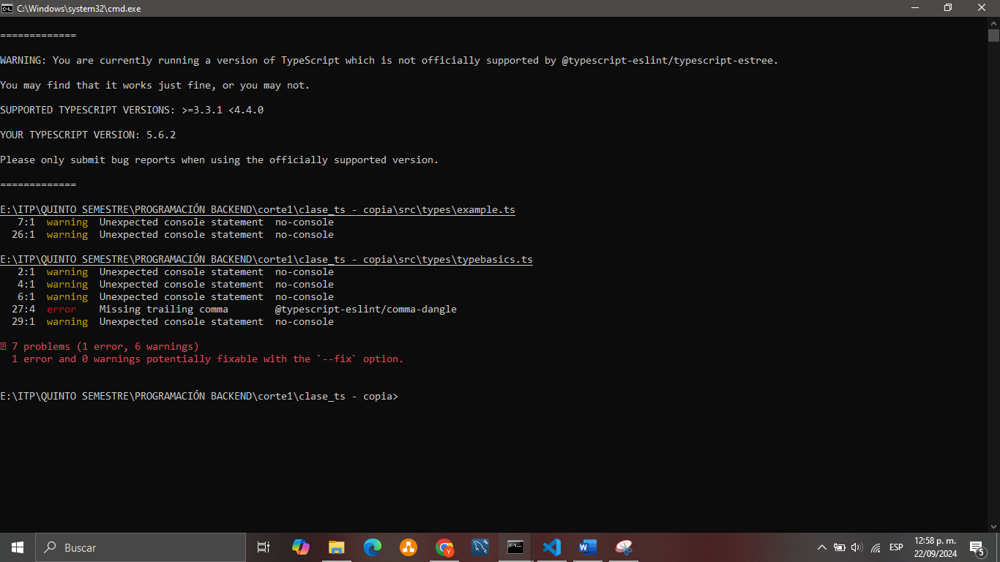 C:\Windows\system32\cmd.exe
=============
WARNING: You are currently running a version of TypeScript which is not officially supported by @typescript-eslint/typescript-estree.
You may find that it works just fine, or you may not.
SUPPORTED TYPESCRIPT VERSIONS: >=3.3.1 <4.4.0
YOUR TYPESCRIPT VERSION: 5.6.2
Please only submit bug reports when using the officially supported version.
=============
E:\ITP\QUINTO SEMESTRE\PROGRAMACIÓN BACKEND\corte1\clase_ts - copia\src\types\example.ts
7:1  warning  Unexpected console statement  no-console
26:1  warning  Unexpected console statement  no-console
E:\ITP\QUINTO SEMESTRE\PROGRAMACIÓN BACKEND\corte1\clase_ts - copia\src\types\typebasics.ts
2:1  warning  Unexpected console statement  no-console
4:1  warning  Unexpected console statement  no-console
6:1  warning  Unexpected console statement  no-console
27:4  error    Missing trailing comma        @typescript-eslint/comma-dangle
29:1  warning  Unexpected console statement  no-console
7 problems (1 error, 6 warnings)
1 error and 0 warnings potentially fixable with the `--fix` option.
E:\ITP\QUINTO SEMESTRE\PROGRAMACIÓN BACKEND\corte1\clase_ts - copia>
Buscar
ESP
12:58 p. m.
22/09/2024
5